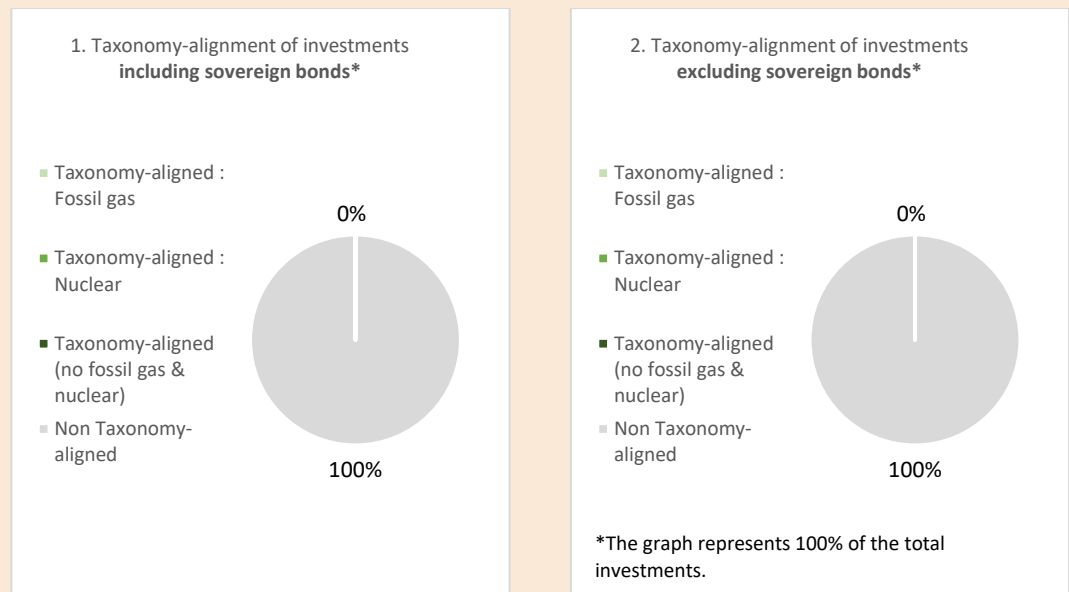 1. Taxonomy-alignment of investments
including sovereign bonds*
Taxonomy-aligned :
Fossil gas
Taxonomy-aligned :
Nuclear
Taxonomy-aligned
(no fossil gas &
nuclear)
Non Taxonomy-
aligned
0%
100%
2. Taxonomy-alignment of investments
excluding sovereign bonds*
Taxonomy-aligned :
Fossil gas
Taxonomy-aligned :
Nuclear
Taxonomy-aligned
(no fossil gas &
nuclear)
Non Taxonomy-
aligned
0%
100%
*The graph represents 100% of the total
investments.